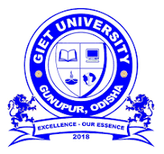 GIET UNIVERSITY
GUNUPUR, ODISHA
EXCELLENCE - OUR ESSENCE
2018